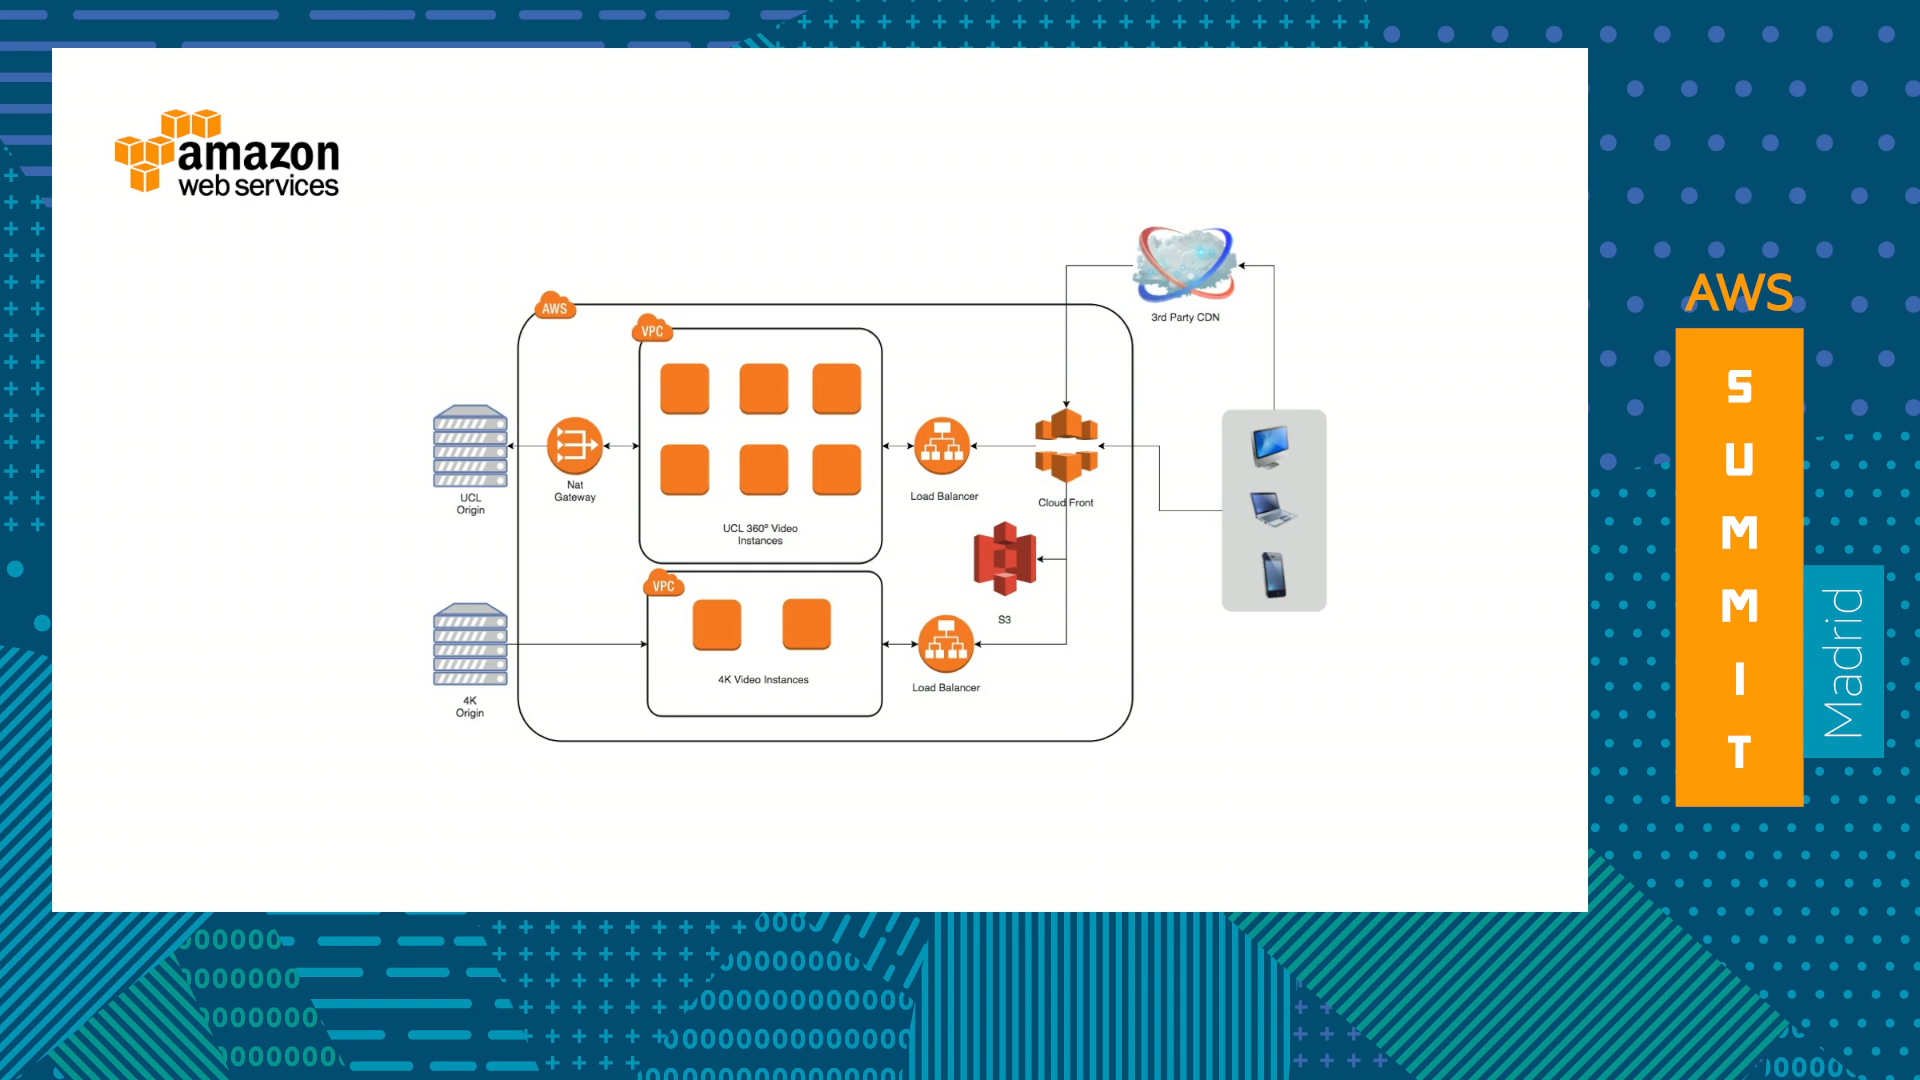 amazon
web services
3rd Party CDN
AWS
VPC
UCL
Origin
Nat
Gateway
UCL 360º Video
Instances
Load Balancer
Cloud Front
S3
VPC
4K Video Instances
Load Balancer
4K
Origin
AWS
SUMMIT
Madrid